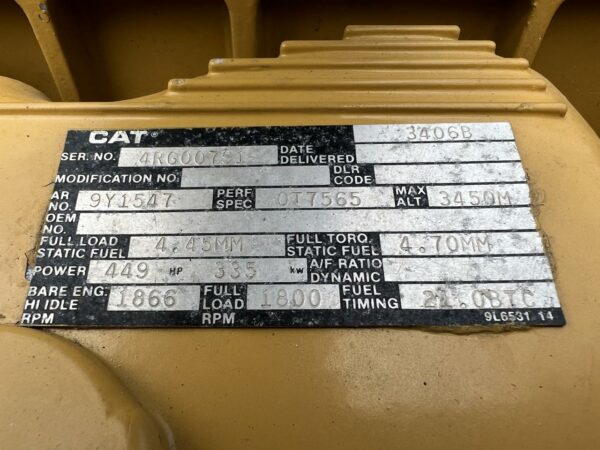 CAT® 3406B
SER. NO. 4RG00751 DATE DELIVERED
MODIFICATION NO. DLR CODE
AR NO. 9Y1547 PERF SPEC 0T7565 MAX ALT 3450M
OEM NO.
FULL LOAD STATIC FUEL 4.45MM FULL TORQ. STATIC FUEL 4.70MM
POWER 449 HP 335 kw A/F RATIO DYNAMIC
BARE ENG. HI IDLE RPM 1866 FULL LOAD RPM 1800 FUEL TIMING
9L6531 14